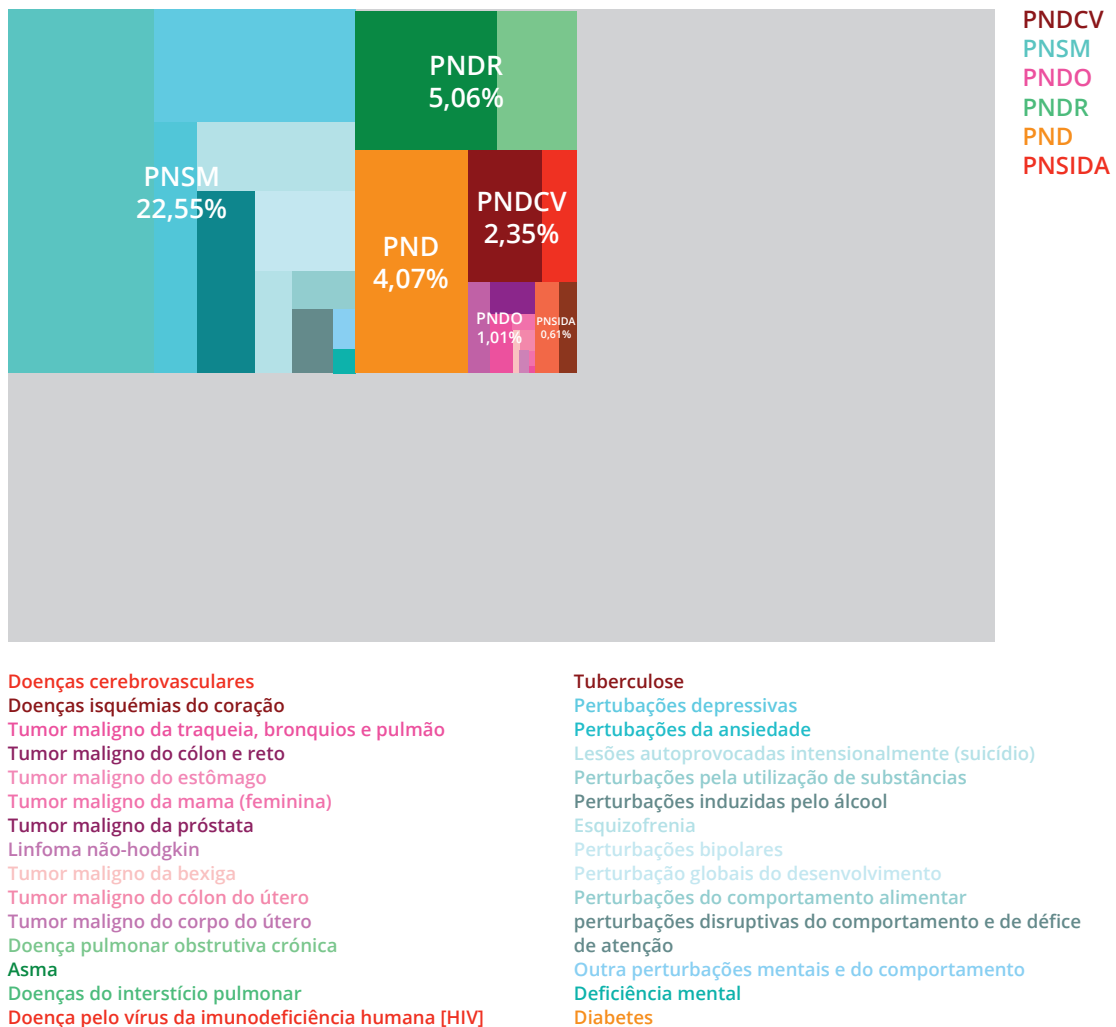 PNDCV
PNSM
PNDO
PNDR
PND
PNSIDA
PNDR
5,06%
PNSM
22,55%
PNDCV
2,35%
PND
4,07%
PNDO
1,01%
PNSIDA
0,61%
Doenças cerebrovasculares
Doenças isquémias do coração
Tumor maligno da traqueia, bronquios e pulmão
Tumor maligno do cólon e reto
Tumor maligno do estômago
Tumor maligno da mama (feminina)
Tumor maligno da próstata
Linfoma não-hodgkin
Tumor maligno da bexiga
Tumor maligno do cólon do útero
Tumor maligno do corpo do útero
Doença pulmonar obstrutiva crónica
Asma
Doenças do interstício pulmonar
Doença pelo vírus da imunodeficiência humana [HIV]
Tuberculose
Pertubações depressivas
Pertubações da ansiedade
Lesões autoprovocadas intensionalmente (suicídio)
Perturbações pela utilização de substâncias
Perturbações induzidas pelo álcool
Esquizofrenia
Perturbações bipolares
Perturbação globais do desenvolvimento
Perturbações do comportamento alimentar
perturbações disruptivas do comportamento e de défice
de atenção
Outra perturbações mentais e do comportamento
Deficiência mental
Diabetes